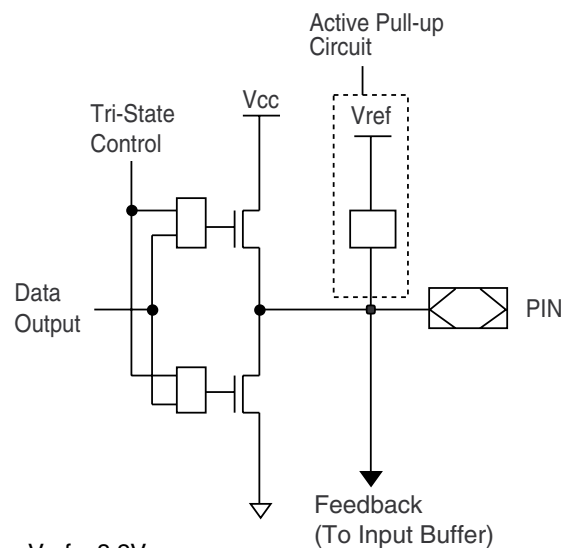 Active Pull-up
Circuit
Vcc
Vref
Tri-State
Control
Data
Output
PIN
Feedback
(To Input Buffer)